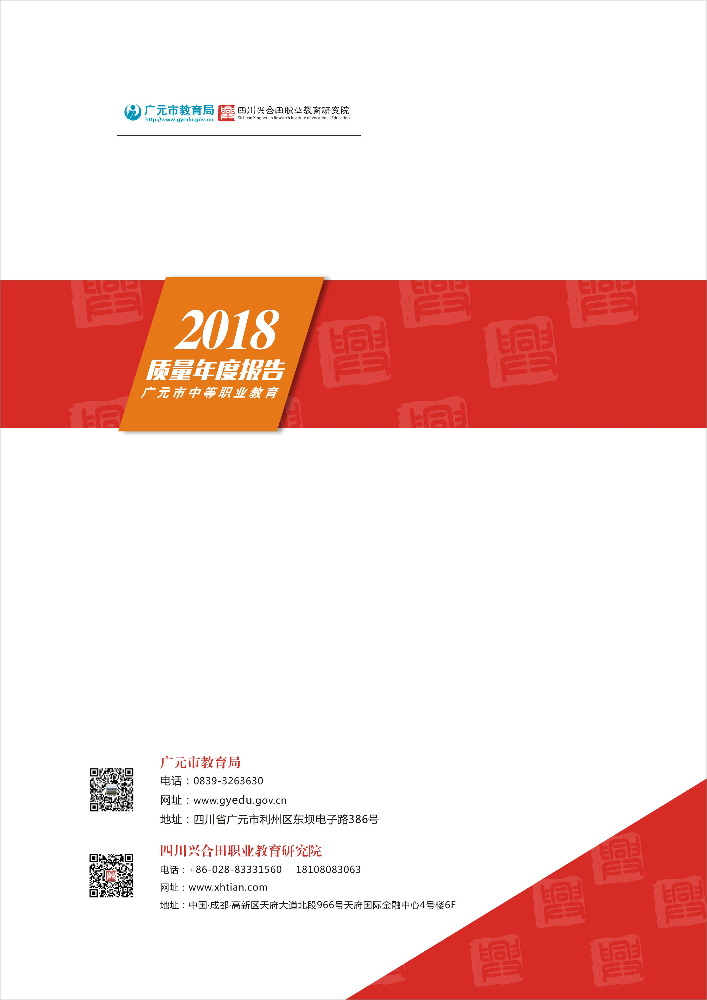 广元市教育局 四川兴合田职业教育研究院
http://www.gyedu.gov.cn Sichuan Xinghetian Research Institute of Vocational Education
2018
质量年度报告
广元市中等职业教育
广元市教育局
电话：0839-3263630
网址：www.gyedu.gov.cn
地址：四川省广元市利州区东坝电子路386号
四川兴合田职业教育研究院
电话：+86-028-83331560 18108083063
网址：www.xhtian.com
地址：中国·成都·高新区天府大道北段966号天府国际金融中心4号楼6F